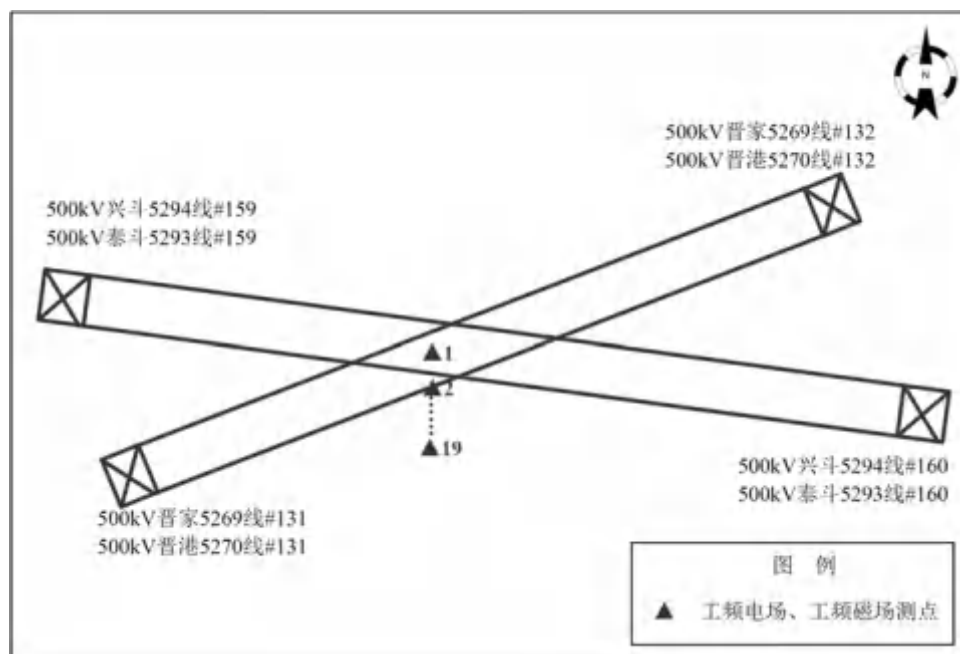 N
500kV晋家5269线#132
500kV晋港5270线#132
500kV兴斗5294线#159
500kV泰斗5293线#159
1
2
19
500kV兴斗5294线#160
500kV泰斗5293线#160
500kV晋家5269线#131
500kV晋港5270线#131
图 例
▲ 工频电场、工频磁场测点